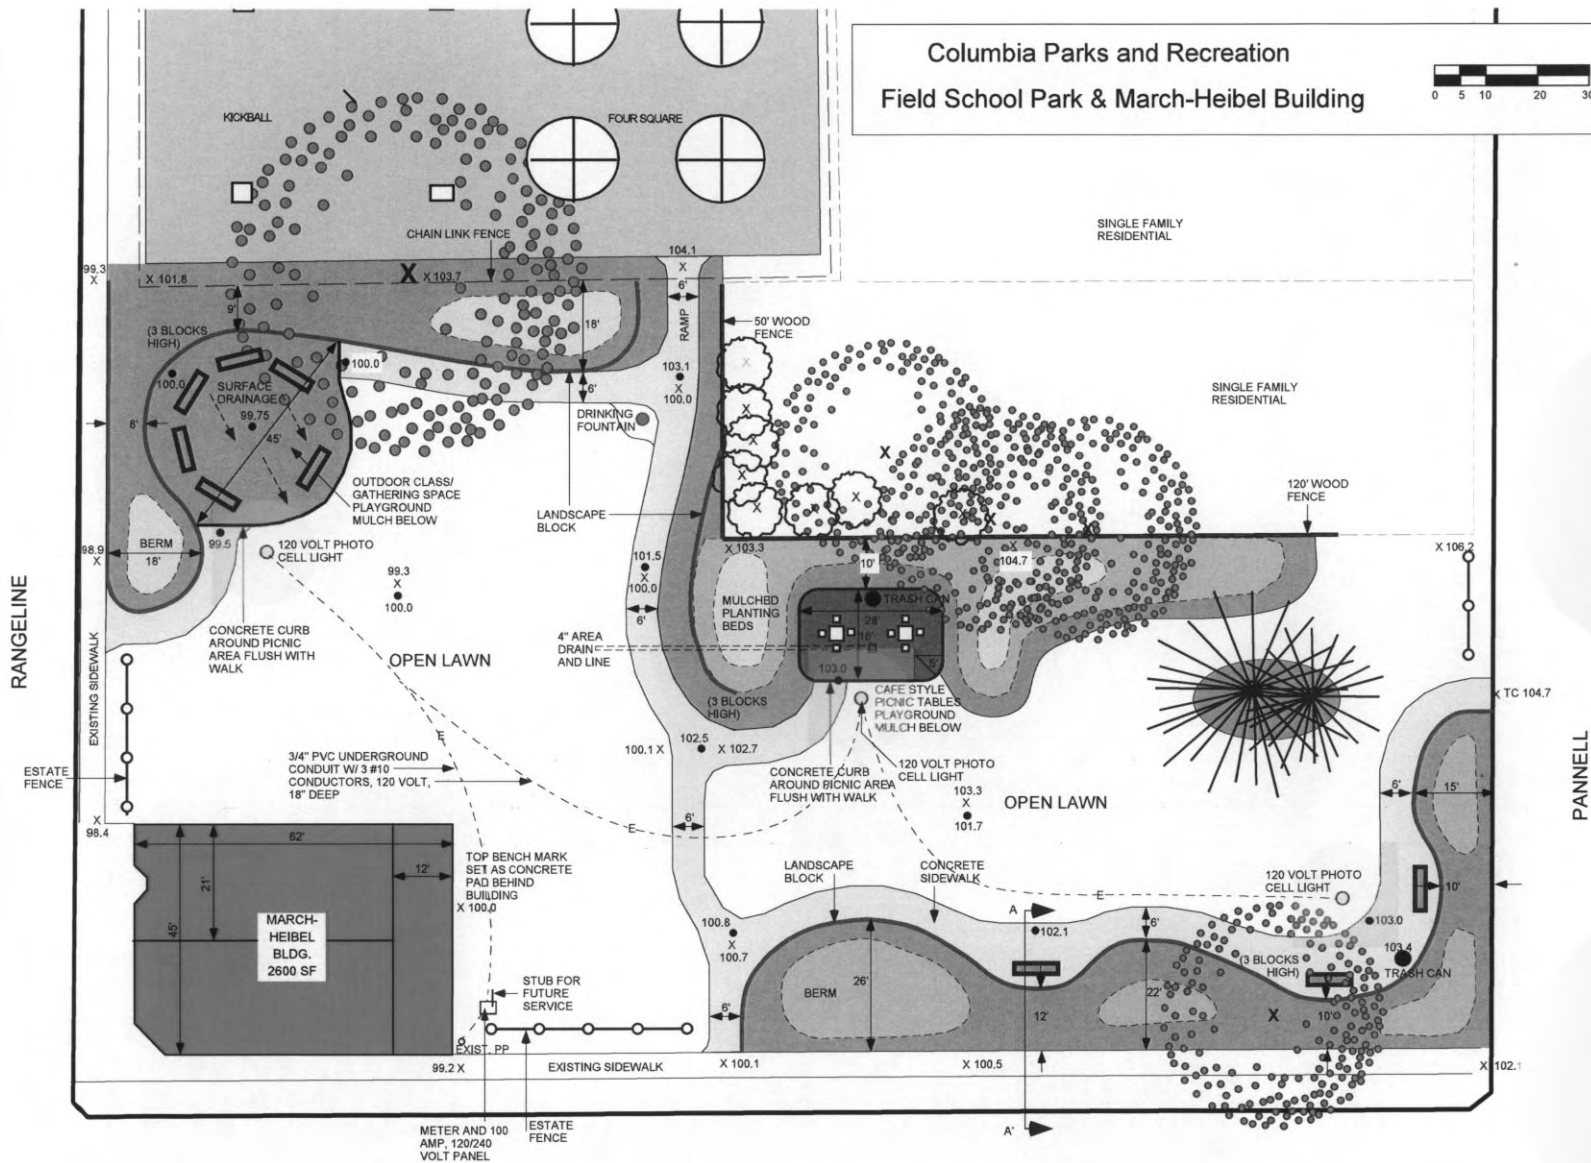 Columbia Parks and Recreation
Field School Park & March-Heibel Building
0 5 10 20 30
KICKBALL
FOUR SQUARE
CHAIN LINK FENCE
104.1
X
SINGLE FAMILY
RESIDENTIAL
99.3
X
X 101.8
X
X 103.7
6'
RAMP
9'
18'
(3 BLOCKS
HIGH)
50' WOOD
FENCE
X
100.0
100.0
103.1
X
100.0
6'
SURFACE
DRAINAGE
99.75
45'
8'
DRINKING
FOUNTAIN
SINGLE FAMILY
RESIDENTIAL
X
X
X
X
X
X
X
X
X
X
X
OUTDOOR CLASS/
GATHERING SPACE
PLAYGROUND
MULCH BELOW
LANDSCAPE
BLOCK
120' WOOD
FENCE
BERM
18'
99.5
120 VOLT PHOTO
CELL LIGHT
98.9
X
X 103.3
X
104.7
X 106.2
10'
101.5
X
100.0
99.3
X
100.0
MULCHED
PLANTING
BEDS
TRASH CAN
28'
18'
5'
103.0
6'
4" AREA
DRAIN
AND LINE
CONCRETE CURB
AROUND PICNIC
AREA FLUSH WITH
WALK
RANGELINE
OPEN LAWN
EXISTING SIDEWALK
(3 BLOCKS
HIGH)
CAFE STYLE
PICNIC TABLES
PLAYGROUND
MULCH BELOW
X TC 104.7
E
102.5
100.1 X
X 102.7
3/4" PVC UNDERGROUND
CONDUIT W/ 3 #10
CONDUCTORS, 120 VOLT,
18" DEEP
ESTATE
FENCE
120 VOLT PHOTO
CELL LIGHT
CONCRETE CURB
AROUND PICNIC AREA
FLUSH WITH WALK
103.3
X
101.7
OPEN LAWN
6'
15'
PANNELL
X
98.4
6'
E
62'
12'
21'
45'
TOP BENCH MARK
SET AS CONCRETE
PAD BEHIND
BUILDING
X 100.0
LANDSCAPE
BLOCK
CONCRETE
SIDEWALK
E
120 VOLT PHOTO
CELL LIGHT
10'
MARCH-
HEIBEL
BLDG.
2600 SF
100.8
X
100.7
A
102.1
6'
103.0
103.4
TRASH CAN
(3 BLOCKS
HIGH)
STUB FOR
FUTURE
SERVICE
BERM
26'
22'
12'
10'
X
6'
EXIST. PP
99.2 X
EXISTING SIDEWALK
X 100.1
X 100.5
X 102.1
METER AND 100
AMP, 120/240
VOLT PANEL
ESTATE
FENCE
A'